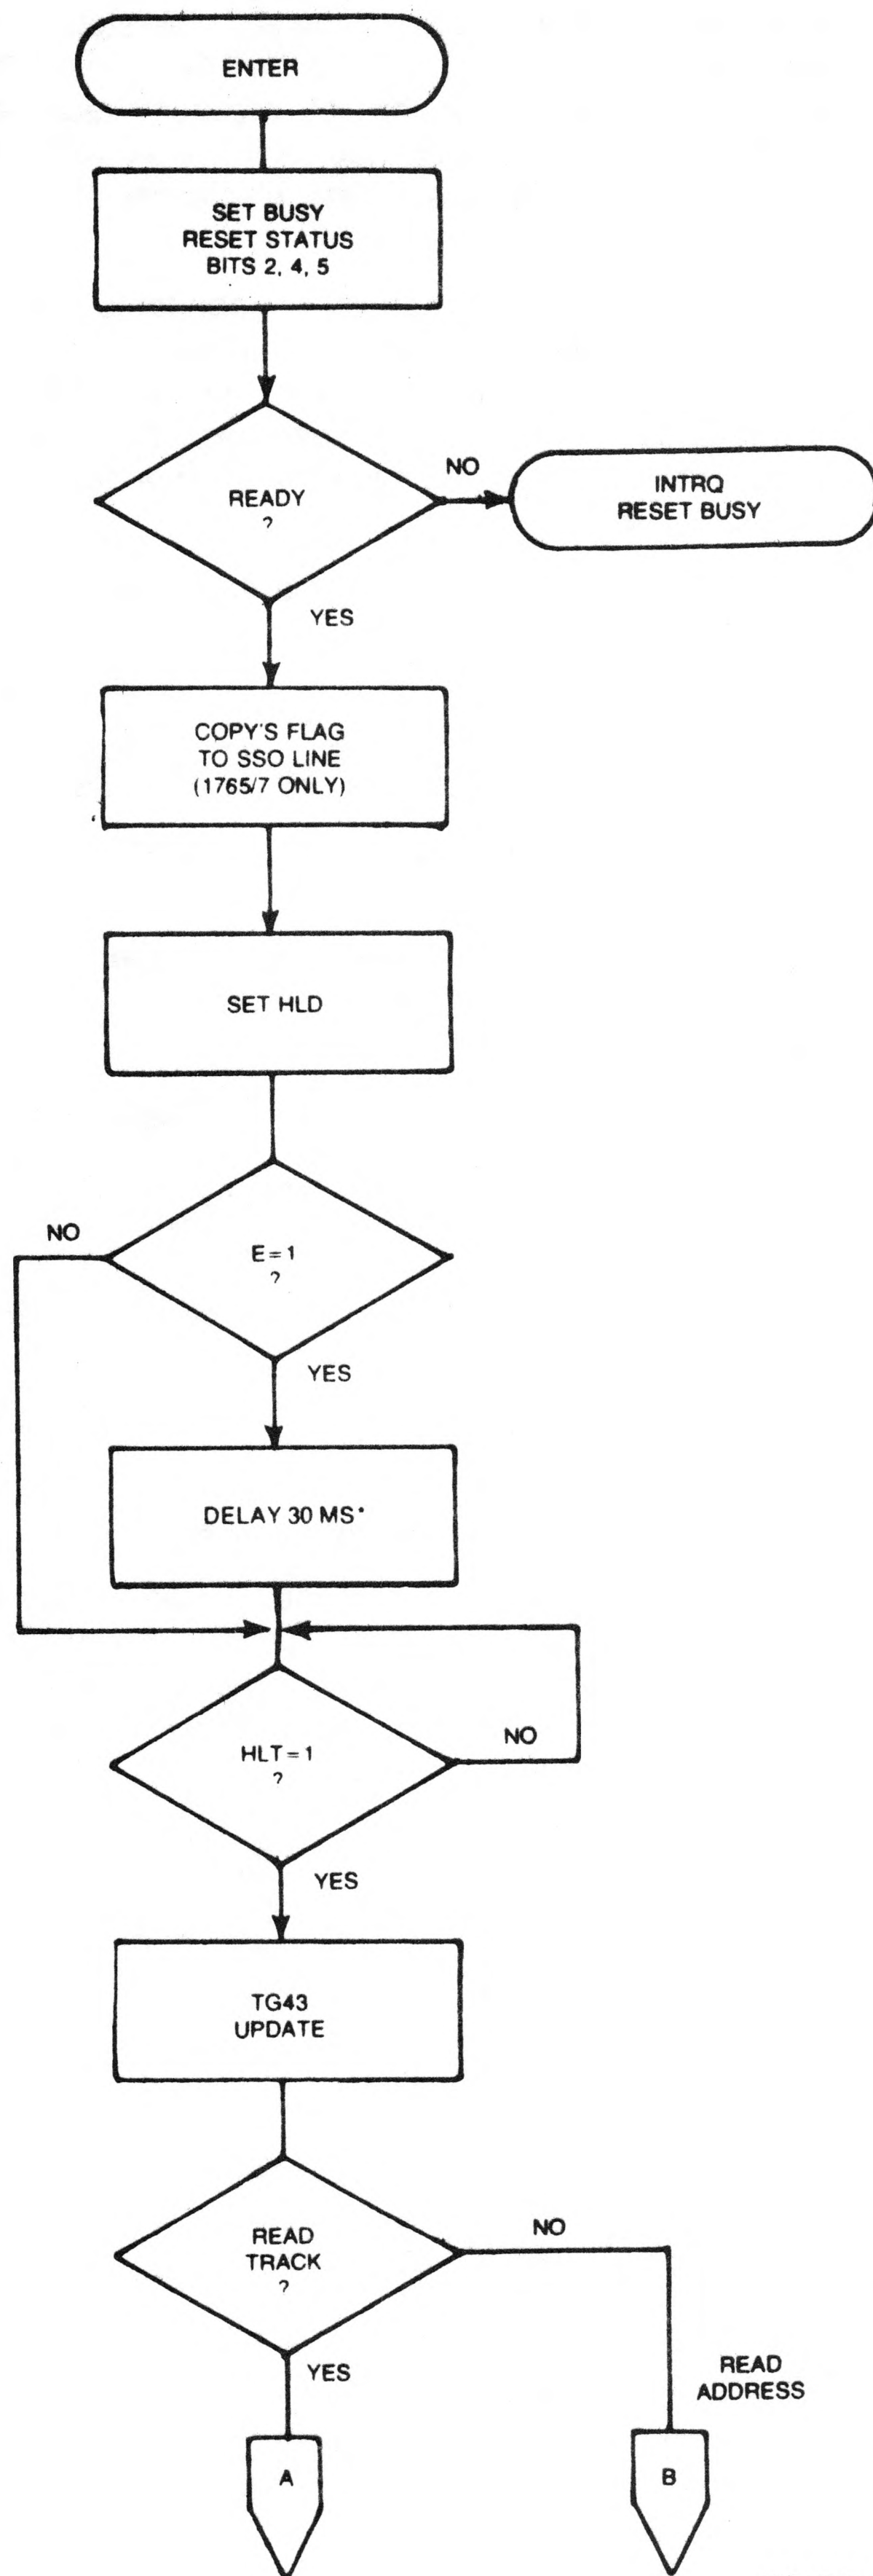 ENTER
SET BUSY
RESET STATUS
BITS 2, 4, 5
READY
?
NO
INTRQ
RESET BUSY
YES
COPY'S FLAG
TO SSO LINE
(1765/7 ONLY)
SET HLD
NO
E=1
?
YES
DELAY 30 MS*
HLT=1
?
NO
YES
TG43
UPDATE
READ
TRACK
?
NO
YES
READ
ADDRESS
A
B